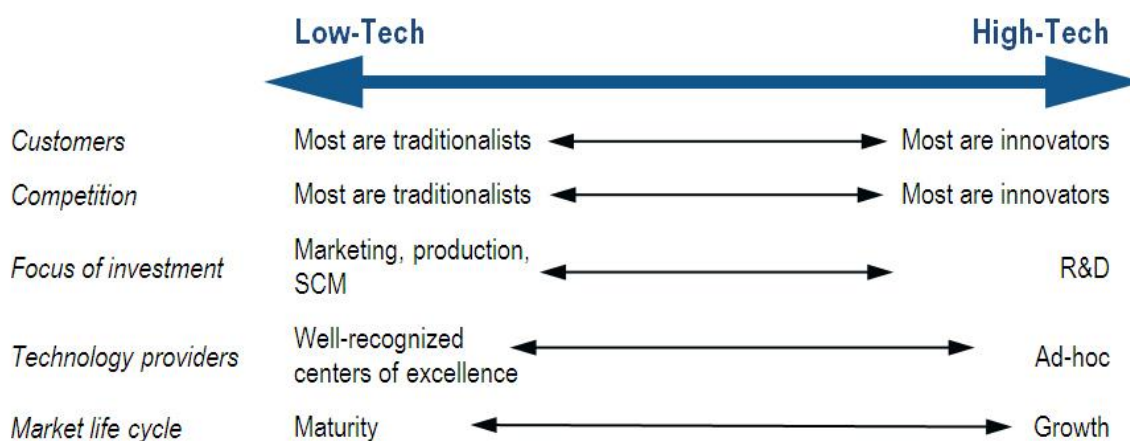 Low-Tech High-Tech
Customers Most are traditionalists Most are innovators
Competition Most are traditionalists Most are innovators
Focus of investment Marketing, production,
SCM R&D
Technology providers Well-recognized
centers of excellence Ad-hoc
Market life cycle Maturity Growth